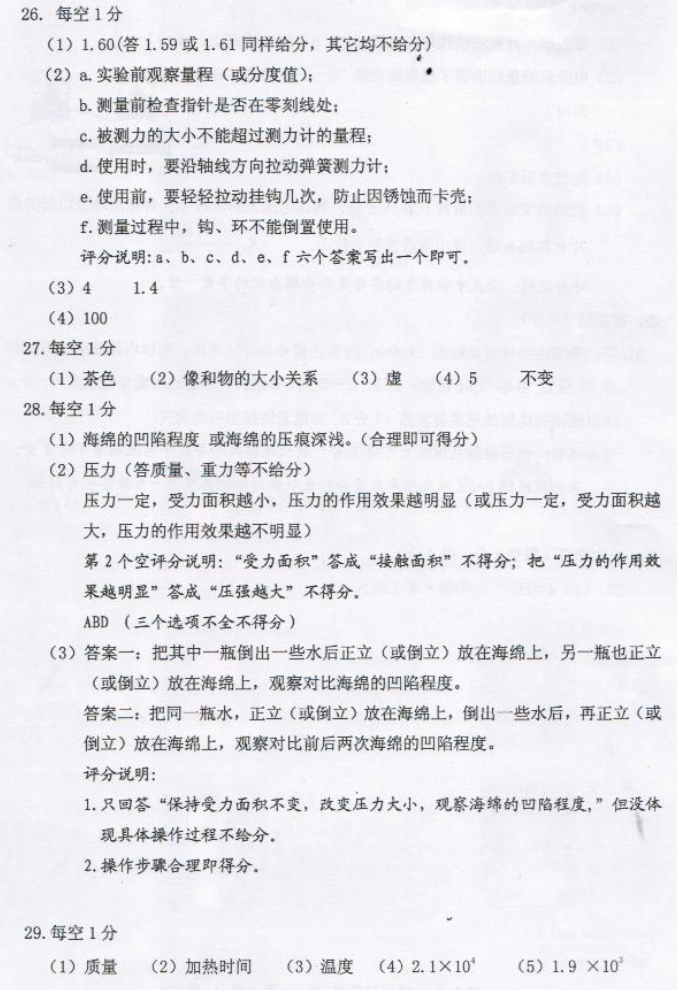 26. 每空1分
（1）1.60(答1.59或1.61同样给分，其它均不给分)
（2）a.实验前观察量程（或分度值）；
b.测量前检查指针是否在零刻线处；
c.被测力的大小不能超过测力计的量程；
d.使用时，要沿轴线方向拉动弹簧测力计；
e.使用前，要轻轻拉动挂钩几次，防止因锈蚀而卡壳；
f.测量过程中，钩、环不能倒置使用。
评分说明:a、b、c、d、e、f六个答案写出一个即可。
（3）4 1.4
（4）100
27.每空1分
（1）茶色 （2）像和物的大小关系 （3）虚 （4）5 不变
28.每空1分
（1）海绵的凹陷程度 或海绵的压痕深浅。（合理即可得分）
（2）压力（答质量、重力等不给分）
压力一定，受力面积越小，压力的作用效果越明显（或压力一定，受力面积越
大，压力的作用效果越不明显）
第2个空评分说明：“受力面积”答成“接触面积”不得分；把“压力的作用效
果越明显”答成“压强越大”不得分。
ABD （三个选项不全不得分）
（3）答案一：把其中一瓶倒出一些水后正立（或倒立）放在海绵上，另一瓶也正立
（或倒立）放在海绵上，观察对比海绵的凹陷程度。
答案二：把同一瓶水，正立（或倒立）放在海绵上，倒出一些水后，再正立（或
倒立）放在海绵上，观察对比前后两次海绵的凹陷程度。
评分说明：
1.只回答“保持受力面积不变，改变压力大小，观察海绵的凹陷程度，”但没体
现具体操作过程不给分。
2.操作步骤合理即得分。
29.每空1分
（1）质量 （2）加热时间 （3）温度 （4）2.1×10⁴ （5）1.9 ×10³